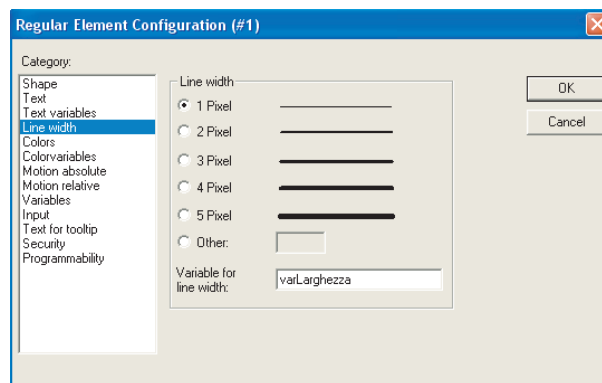 Regular Element Configuration (#1)
Category:
Shape
Text
Text variables
Line width
Colors
Colorvariables
Motion absolute
Motion relative
Variables
Input
Text for tooltip
Security
Programmability
Line width
1 Pixel
2 Pixel
3 Pixel
4 Pixel
5 Pixel
Other:
Variable for
line width:
varLarghezza
OK
Cancel